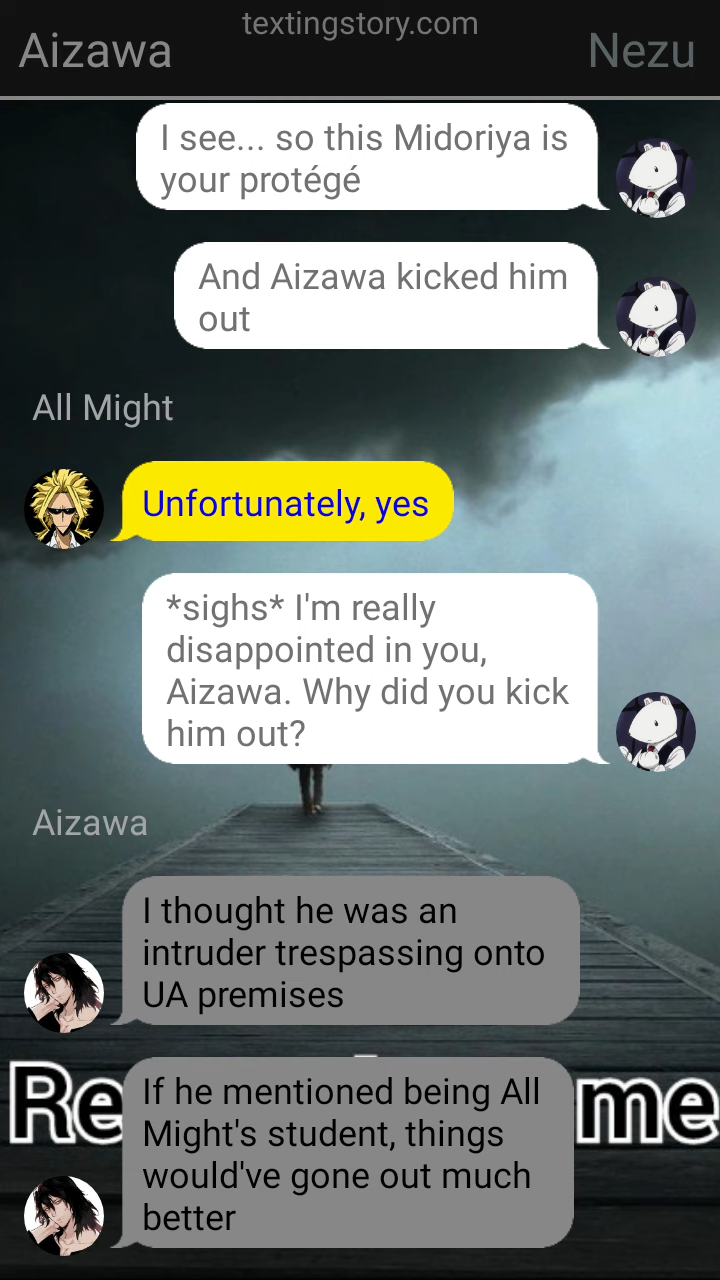 textingstory.com
Aizawa
Nezu
I see... so this Midoriya is
your protégé
And Aizawa kicked him
out
All Might
Unfortunately, yes
*sighs* I'm really
disappointed in you,
Aizawa. Why did you kick
him out?
Aizawa
I thought he was an
intruder trespassing onto
UA premises
If he mentioned being All
Might's student, things
would've gone out much
better
Re
me